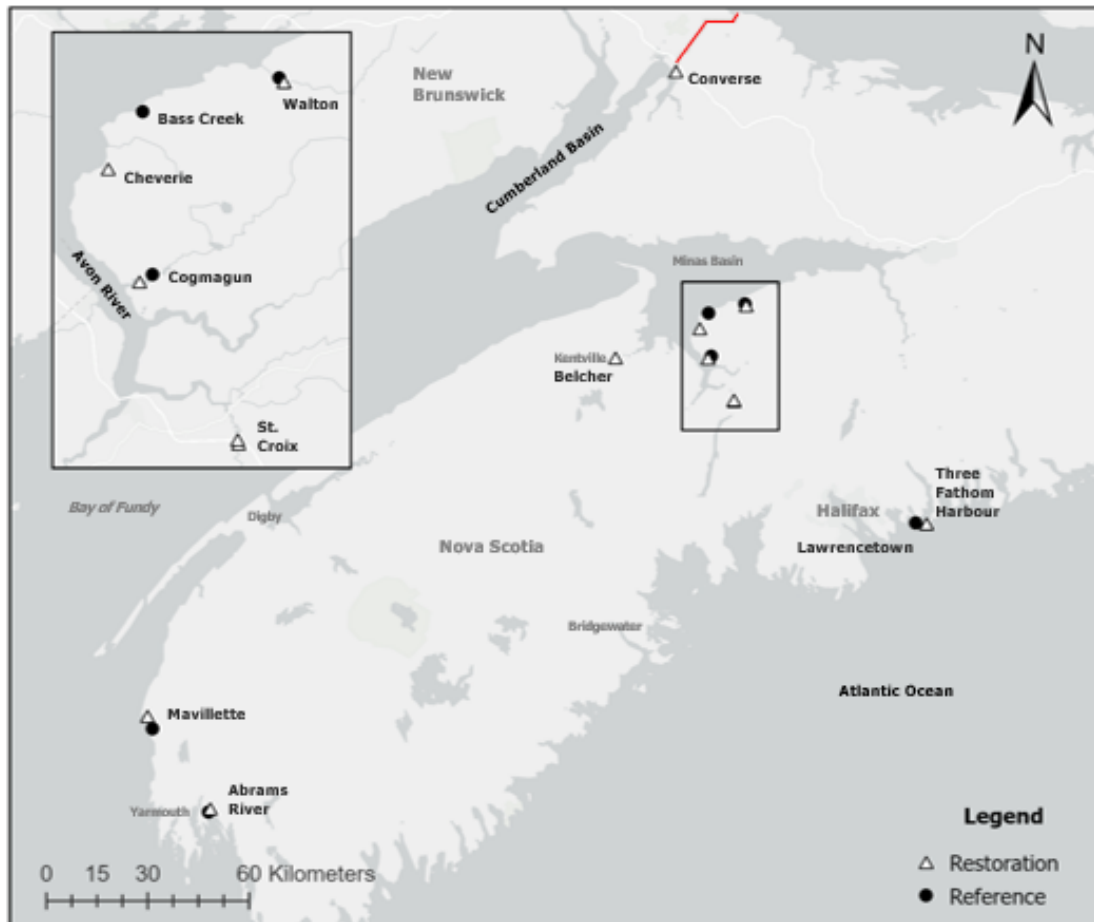 New
Brunswick
Converse
N
Walton
Bass Creek
Cheverie
Cogmagun
Avon River
St.
Croix
Cumberland Basin
Minas Basin
Kentville
Belcher
Bay of Fundy
Digby
Nova Scotia
Halifax
Three
Fathom
Harbour
Lawrencetown
Bridgewater
Atlantic Ocean
Mavillette
Abrams
River
Yarmouth
0 15 30 60 Kilometers
Legend
Restoration
Reference